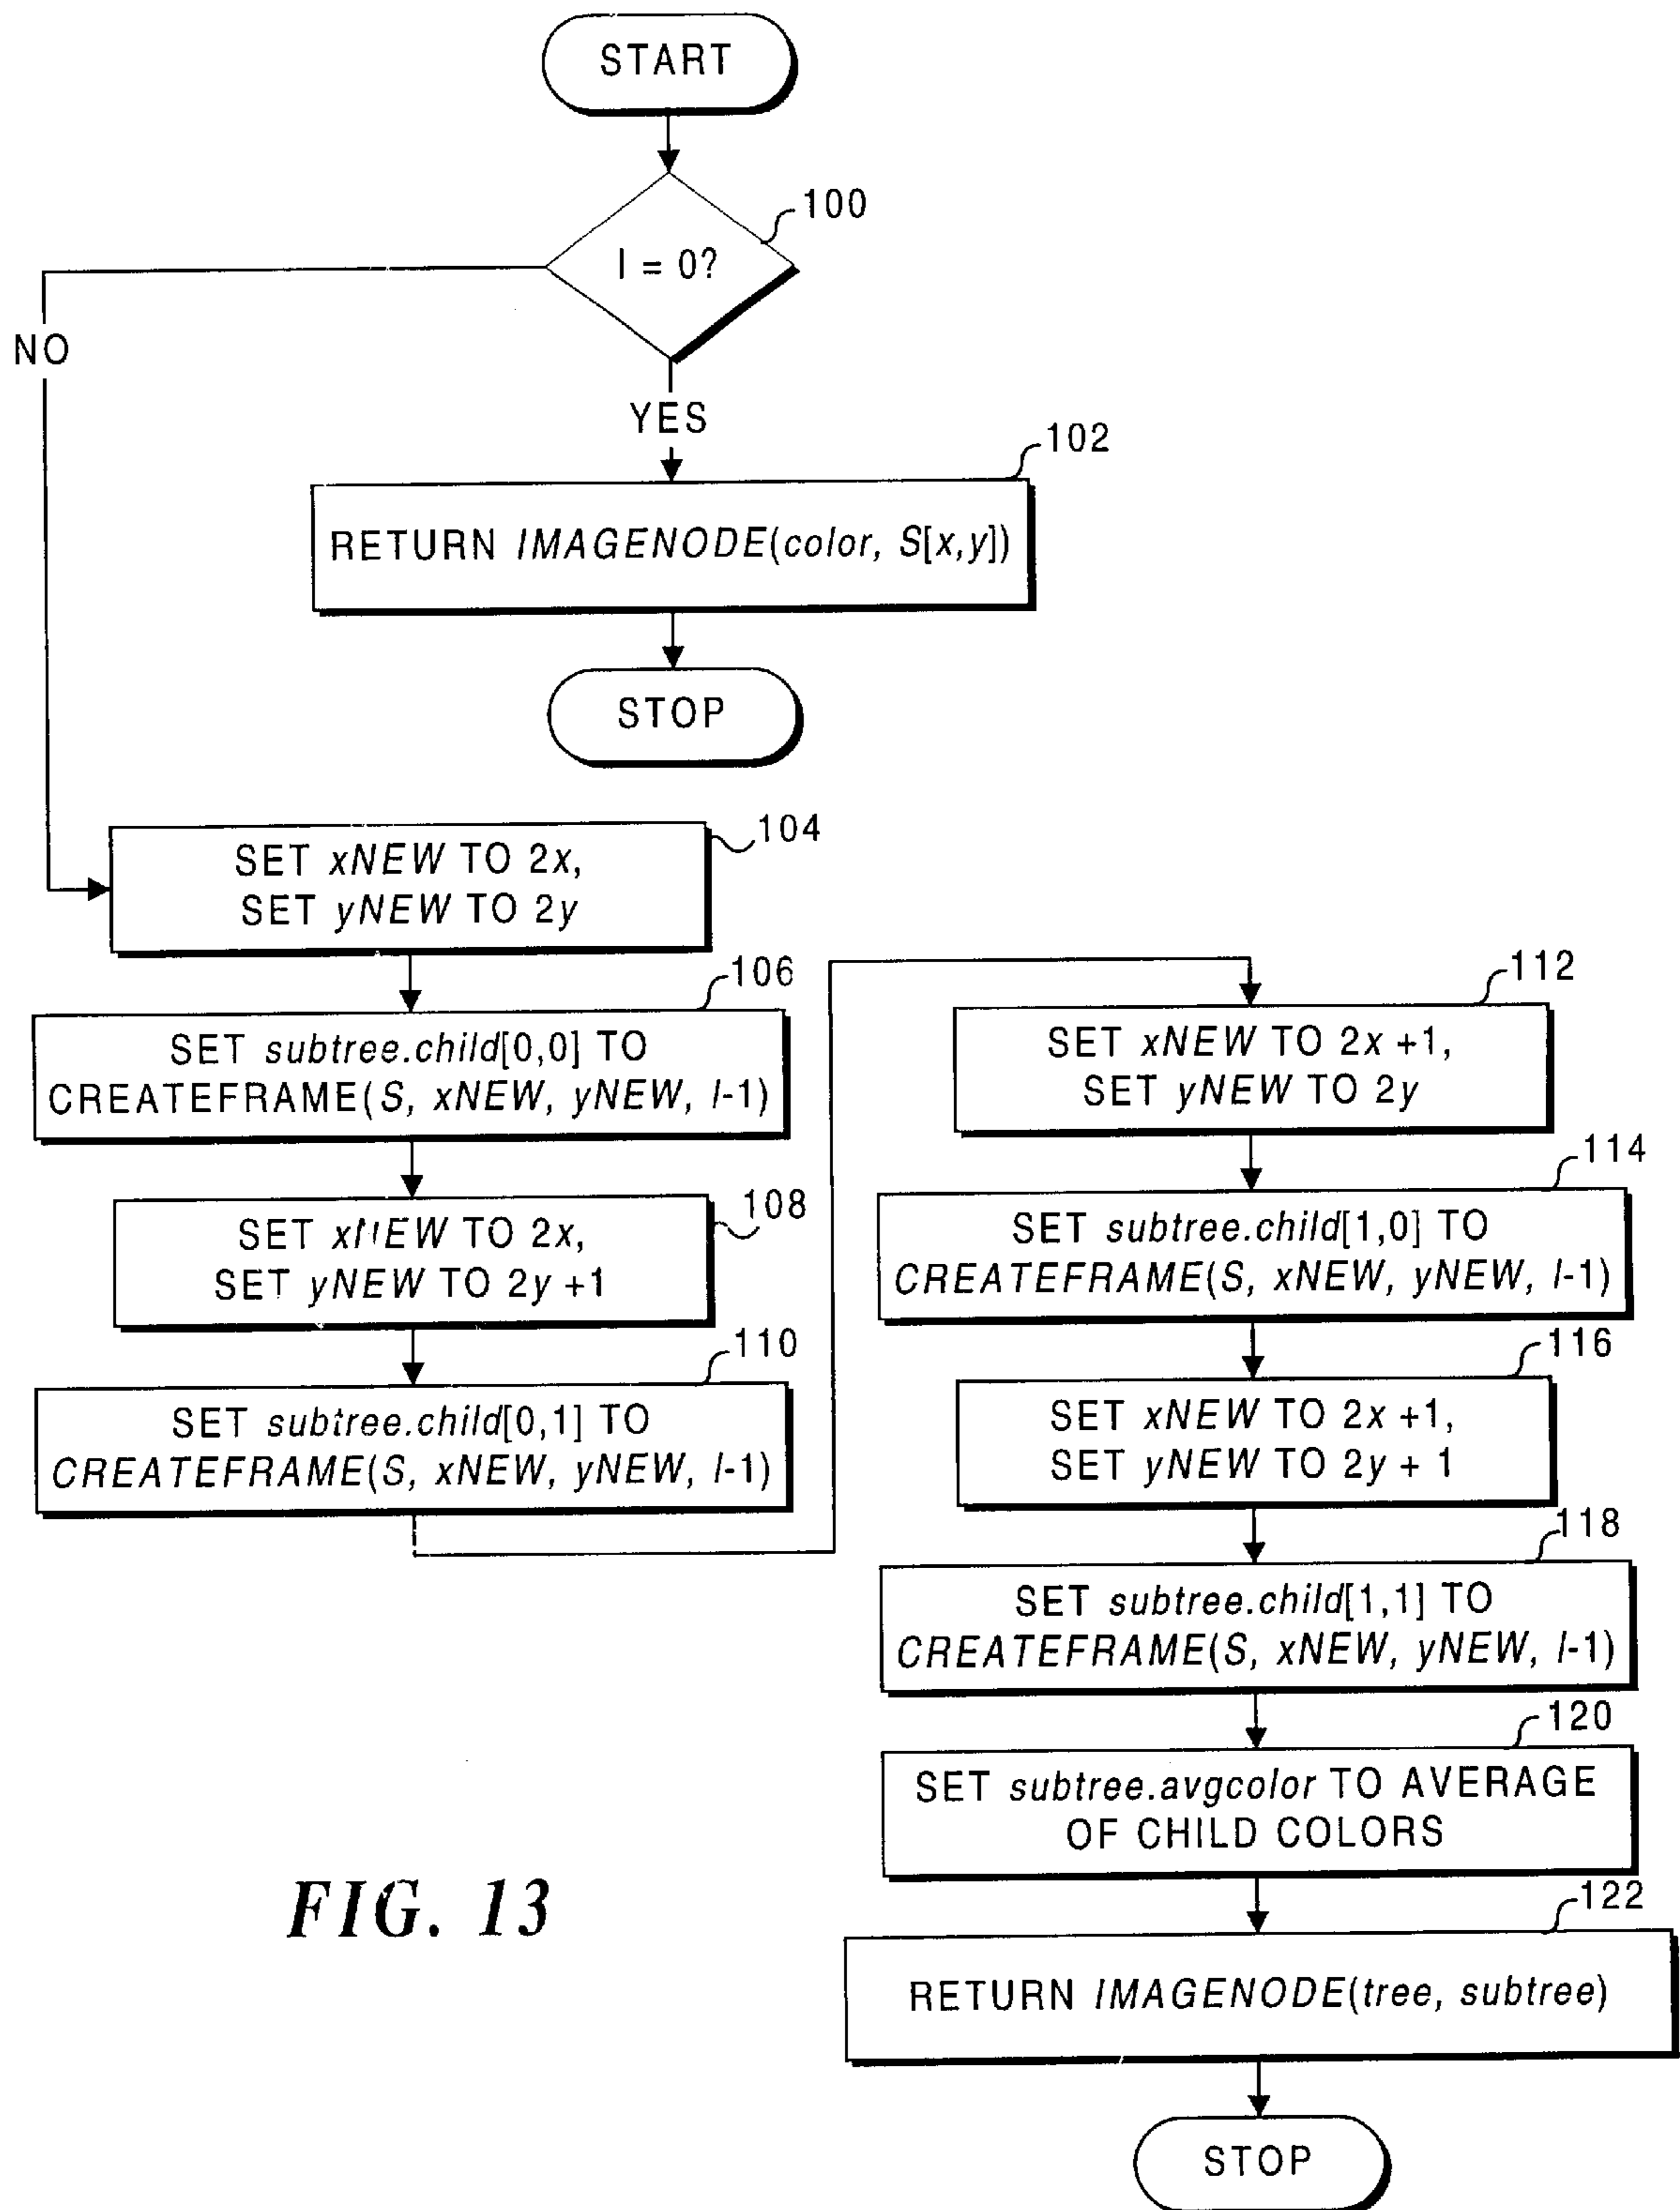 START
100
l = 0?
NO
YES
102
RETURN IMAGENODE(color, S[x,y])
STOP
104
SET xNEW TO 2x,
SET yNEW TO 2y
106
SET subtree.child[0,0] TO
CREATEFRAME(S, xNEW, yNEW, l-1)
108
SET xNEW TO 2x,
SET yNEW TO 2y +1
110
SET subtree.child[0,1] TO
CREATEFRAME(S, xNEW, yNEW, l-1)
112
SET xNEW TO 2x +1,
SET yNEW TO 2y
114
SET subtree.child[1,0] TO
CREATEFRAME(S, xNEW, yNEW, l-1)
116
SET xNEW TO 2x +1,
SET yNEW TO 2y + 1
118
SET subtree.child[1,1] TO
CREATEFRAME(S, xNEW, yNEW, l-1)
120
SET subtree.avgcolor TO AVERAGE
OF CHILD COLORS
122
RETURN IMAGENODE(tree, subtree)
STOP
FIG. 13